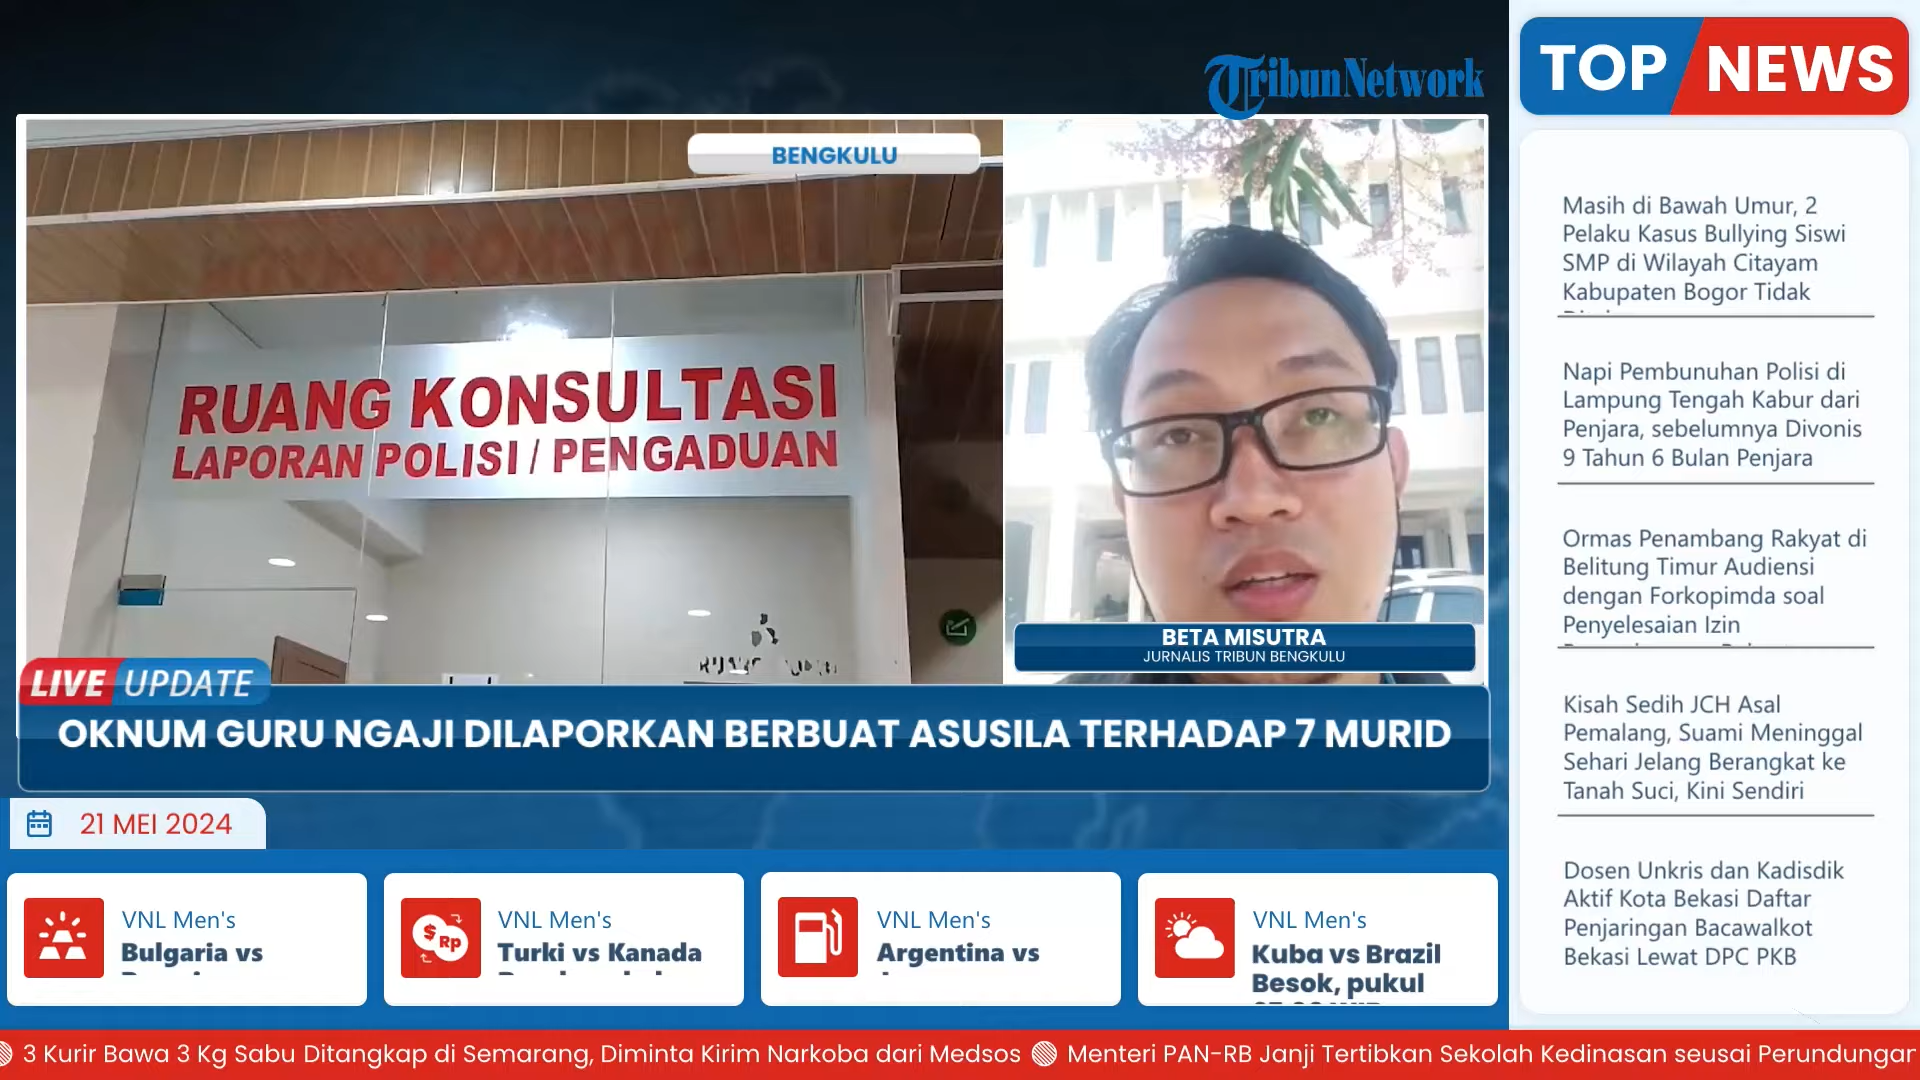 TribunNetwork
BENGKULU
RUANG KONSULTASI
LAPORAN POLISI / PENGADUAN
BETA MISUTRA
JURNALIS TRIBUN BENGKULU
LIVE UPDATE
OKNUM GURU NGAJI DILAPORKAN BERBUAT ASUSILA TERHADAP 7 MURID
21 MEI 2024
VNL Men's
Bulgaria vs
$ Rp
VNL Men's
Turki vs Kanada
VNL Men's
Argentina vs
VNL Men's
Kuba vs Brazil
Besok, pukul
TOP NEWS
Masih di Bawah Umur, 2
Pelaku Kasus Bullying Siswi
SMP di Wilayah Citayam
Kabupaten Bogor Tidak
Napi Pembunuhan Polisi di
Lampung Tengah Kabur dari
Penjara, sebelumnya Divonis
9 Tahun 6 Bulan Penjara
Ormas Penambang Rakyat di
Belitung Timur Audiensi
dengan Forkopimda soal
Penyelesaian Izin
Kisah Sedih JCH Asal
Pemalang, Suami Meninggal
Sehari Jelang Berangkat ke
Tanah Suci, Kini Sendiri
Dosen Unkris dan Kadisdik
Aktif Kota Bekasi Daftar
Penjaringan Bacawalkot
Bekasi Lewat DPC PKB
3 Kurir Bawa 3 Kg Sabu Ditangkap di Semarang, Diminta Kirim Narkoba dari Medsos Menteri PAN-RB Janji Tertibkan Sekolah Kedinasan seusai Perundungan